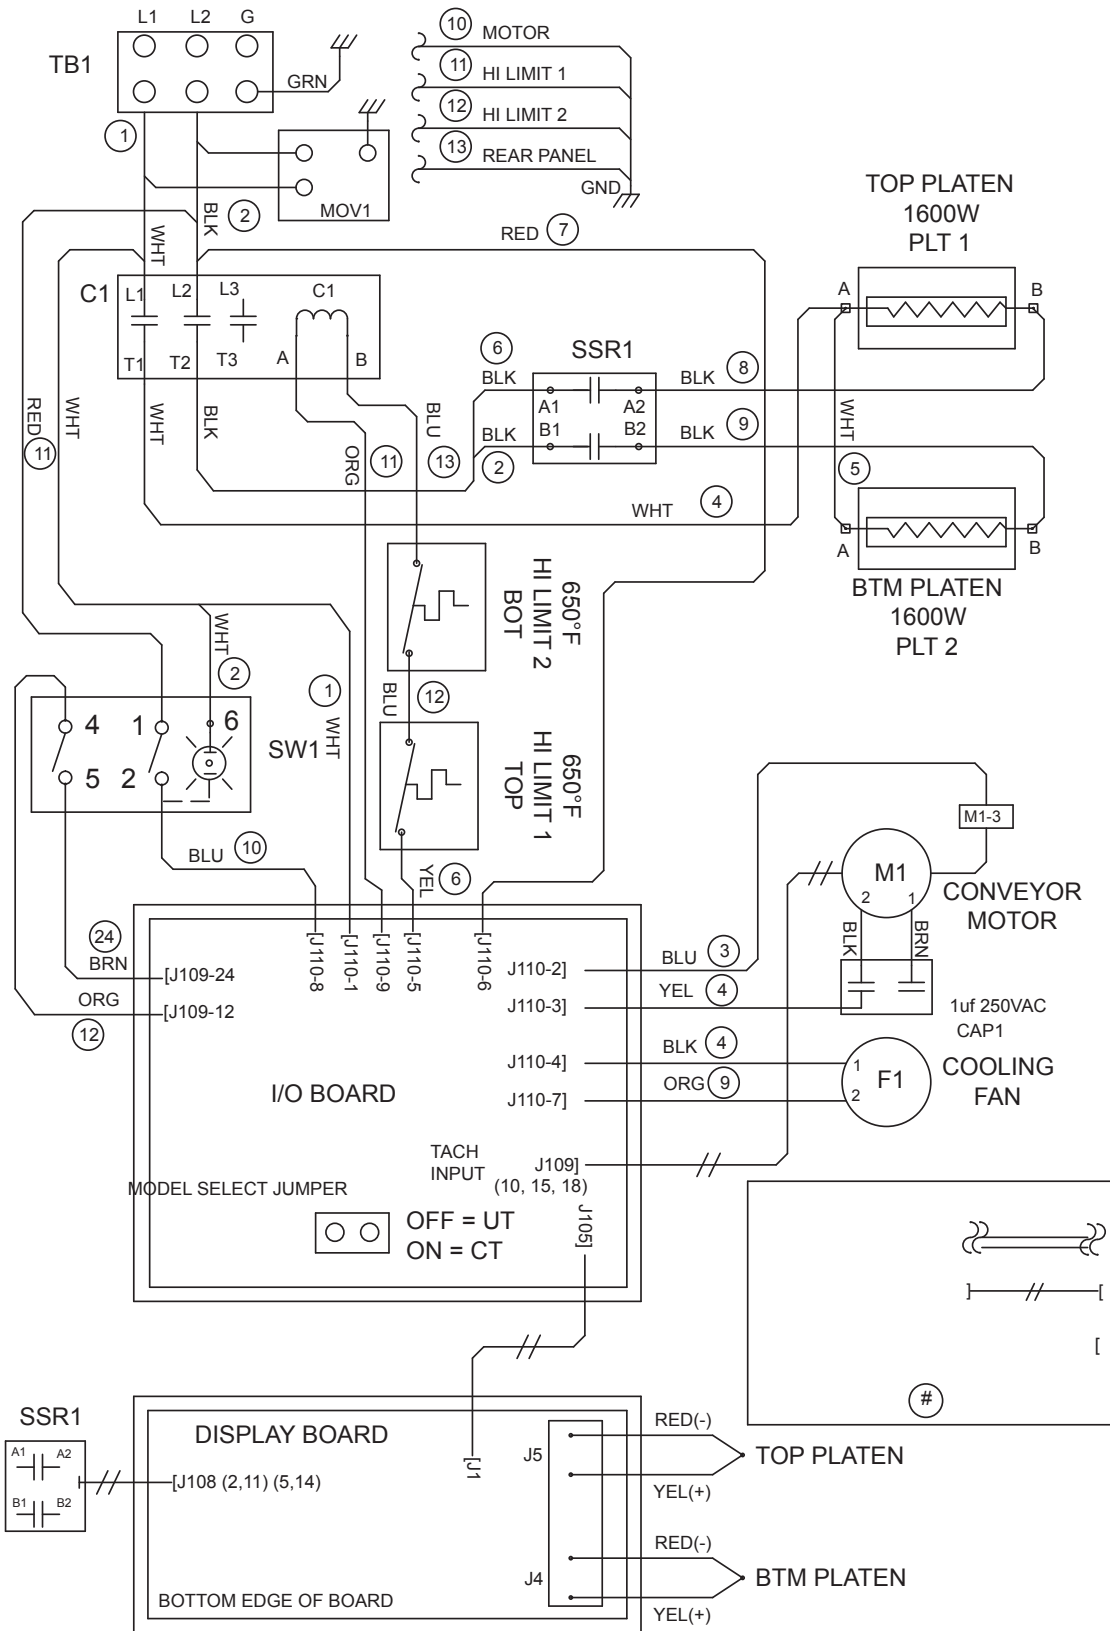 L1 L2 G
TB1
GRN
1
10 MOTOR
11 HI LIMIT 1
12 HI LIMIT 2
13 REAR PANEL
GND
MOV1
BLK 2
WHT
RED 7
TOP PLATEN
1600W
PLT 1
A B
C1 L1 L2 L3 C1
T1 T2 T3 A B
RED
11
WHT
WHT
BLK
ORG
11
BLU
13
6
BLK
SSR1
A1 A2
B1 B2
BLK
2
BLK 8
BLK 9
WHT
5
WHT 4
A B
BTM PLATEN
1600W
PLT 2
650°F
HI LIMIT 2
BOT
BLU 12
650°F
HI LIMIT 1
TOP
YEL 6
WHT
2
1
WHT
4 1 6
5 2
SW1
BLU 10
24
BRN
ORG
12
[J109-24
[J109-12
[J110-8
[J110-1
[J110-9
[J110-5
[J110-6
J110-2]
J110-3]
J110-4]
J110-7]
BLU 3
YEL 4
BLK 4
ORG 9
M1-3
M1
2 1
CONVEYOR
MOTOR
BLK
BRN
1uf 250VAC
CAP1
1
2
F1
COOLING
FAN
I/O BOARD
TACH
INPUT
J109]
(10, 15, 18)
MODEL SELECT JUMPER
OFF = UT
ON = CT
J105]
] [
[
#
SSR1
A1 A2
B1 B2
DISPLAY BOARD
[J108 (2,11) (5,14)
[J1
J5
RED(-)
TOP PLATEN
YEL(+)
J4
RED(-)
BTM PLATEN
YEL(+)
BOTTOM EDGE OF BOARD